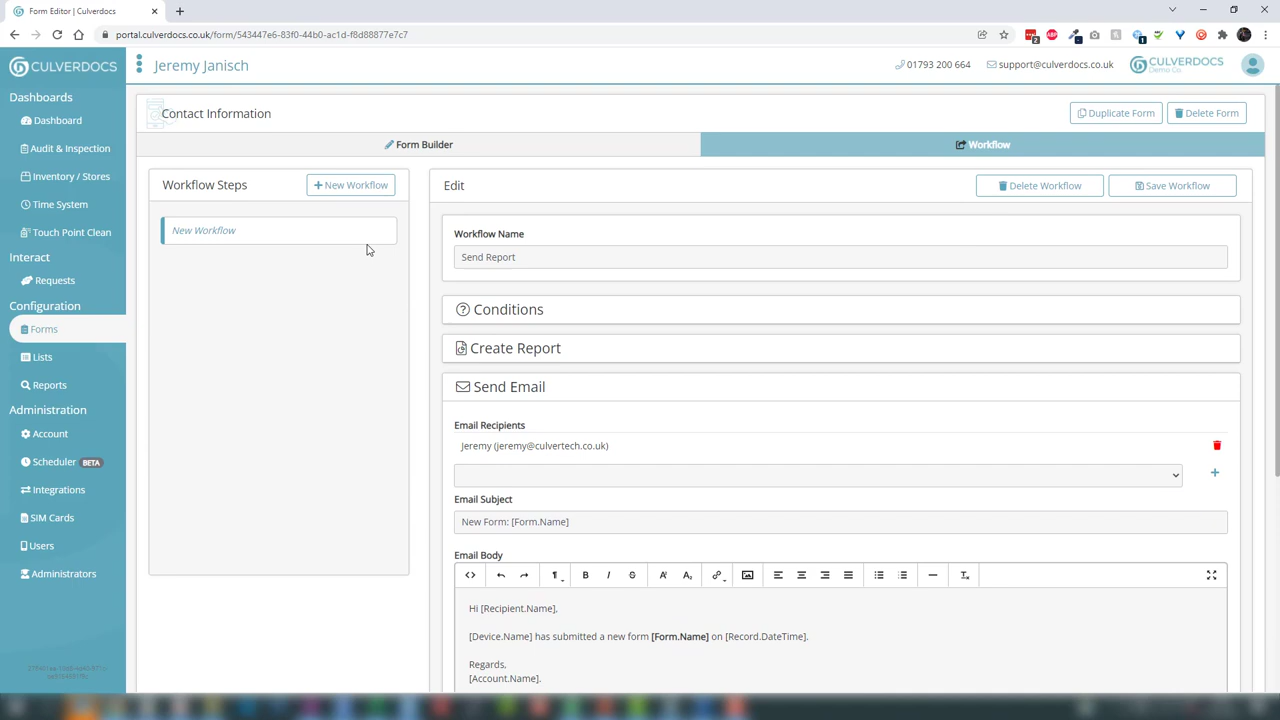 Form Editor | Culverdocs
portal.culverdocs.co.uk/form/543447e6-83f0-44b0-ac1d-f8d88877e7c7
CULVERDOCS
Jeremy Janisch
01793 200 664
support@culverdocs.co.uk
CULVERDOCS
Demo Co
Dashboards
Dashboard
Audit & Inspection
Inventory / Stores
Time System
Touch Point Clean
Interact
Requests
Configuration
Forms
Lists
Reports
Administration
Account
Scheduler BETA
Integrations
SIM Cards
Users
Administrators
Contact Information
Duplicate Form
Delete Form
Form Builder
Workflow
Workflow Steps
New Workflow
New Workflow
Edit
Delete Workflow
Save Workflow
Workflow Name
Send Report
Conditions
Create Report
Send Email
Email Recipients
Jeremy (jeremy@culvertech.co.uk)
Email Subject
New Form: [Form.Name]
Email Body
Hi [Recipient.Name],
[Device.Name] has submitted a new form [Form.Name] on [Record.DateTime].
Regards,
[Account.Name].